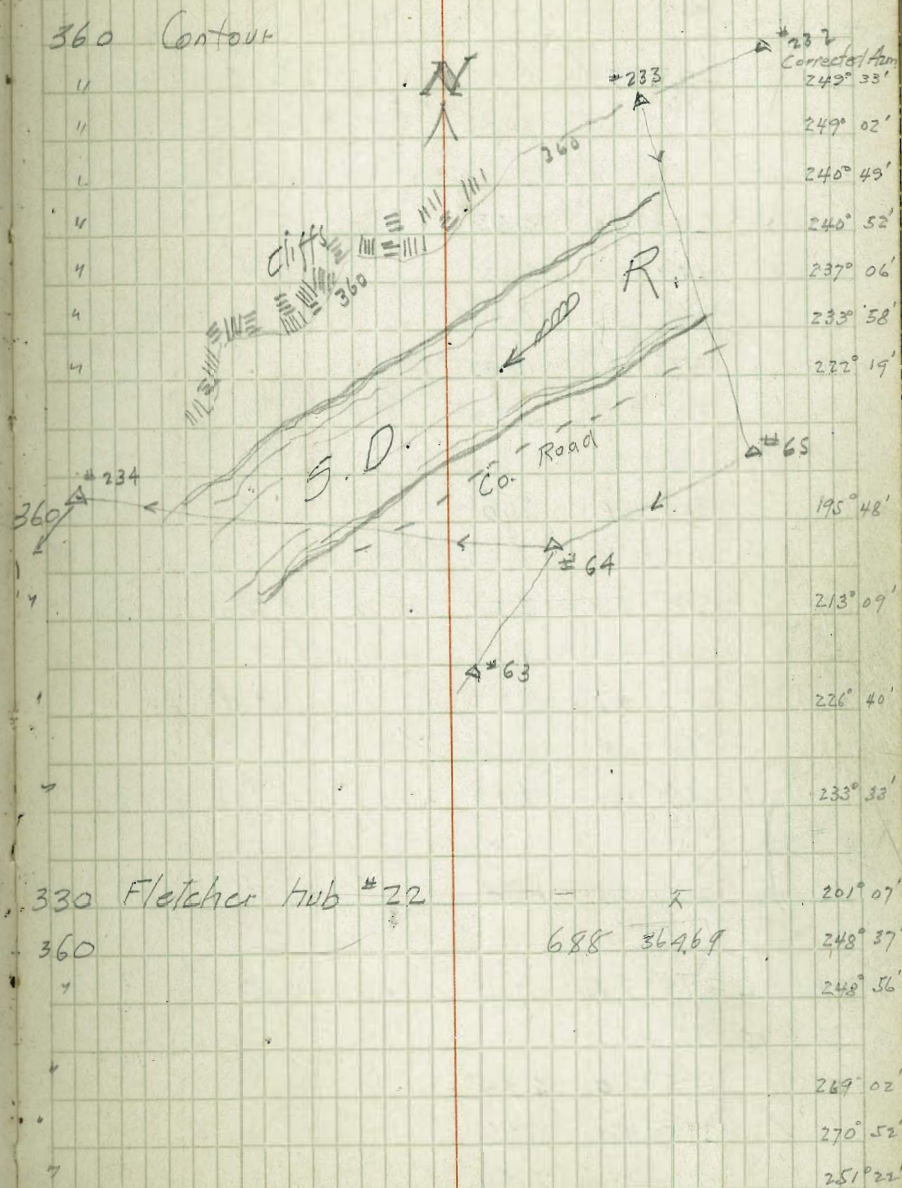 360 Contour
#232
Corrected Azm
N
#233
" 249° 33'
" 249° 02'
360
" 240° 49'
" 240° 52'
Cliffs
R.
" 237° 06'
360
" 233° 58'
" 222° 19'
S.D.
Co. Road
#65
#234
360 195° 48'
#64
" 213° 09'
#63
" 226° 40'
" 233° 33'
330 Fletcher hub #22 — 201° 07'
360 688 364.69 248° 37'
" 248° 56'
" 269° 02'
270° 52'
" 251° 22'